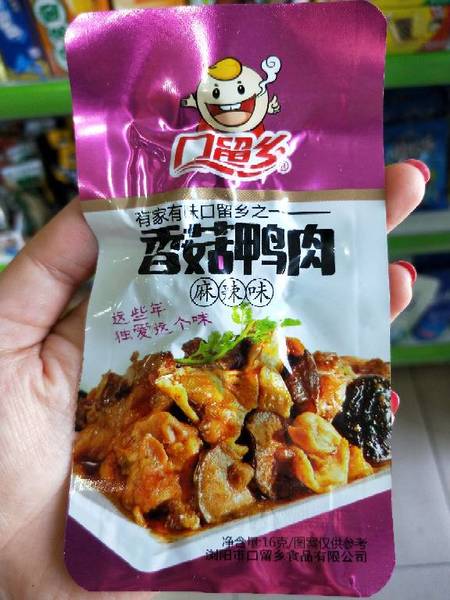 口留乡
有家有味口留乡之一
香菇鸭肉
麻辣味
这些年
独爱这个味
净含量:16克/图案仅供参考
浏阳市口留乡食品有限公司